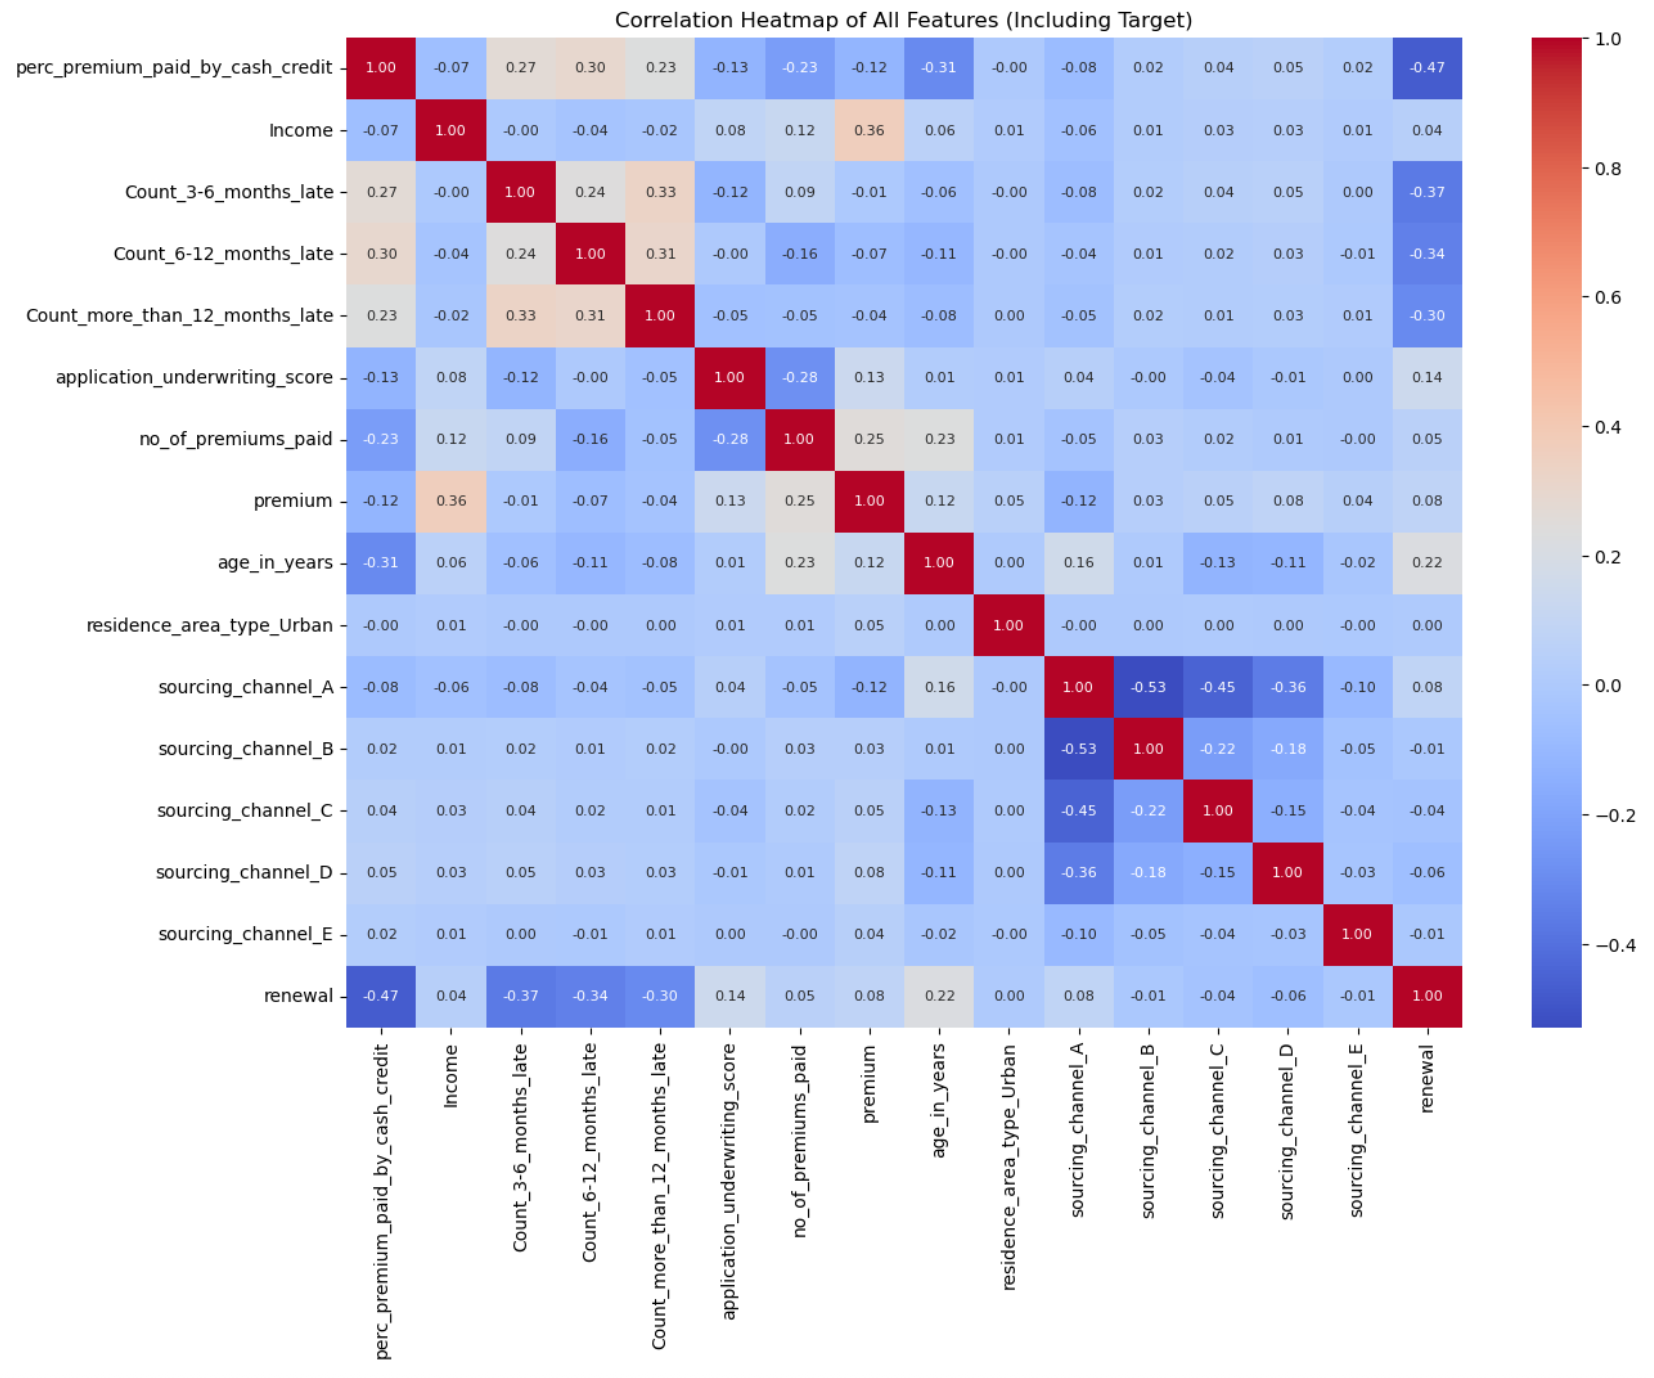 Correlation Heatmap of All Features (Including Target)
perc_premium_paid_by_cash_credit 1.00 -0.07 0.27 0.30 0.23 -0.13 -0.23 -0.12 -0.31 -0.00 -0.08 0.02 0.04 0.05 0.02 -0.47
Income -0.07 1.00 -0.00 -0.04 -0.02 0.08 0.12 0.36 0.06 0.01 -0.06 0.01 0.03 0.03 0.01 0.04
Count_3-6_months_late 0.27 -0.00 1.00 0.24 0.33 -0.12 0.09 -0.01 -0.06 -0.00 -0.08 0.02 0.04 0.05 0.00 -0.37
Count_6-12_months_late 0.30 -0.04 0.24 1.00 0.31 -0.00 -0.16 -0.07 -0.11 -0.00 -0.04 0.01 0.02 0.03 -0.01 -0.34
Count_more_than_12_months_late 0.23 -0.02 0.33 0.31 1.00 -0.05 -0.05 -0.04 -0.08 0.00 -0.05 0.02 0.01 0.03 0.01 -0.30
application_underwriting_score -0.13 0.08 -0.12 -0.00 -0.05 1.00 -0.28 0.13 0.01 0.01 0.04 -0.00 -0.04 -0.01 0.00 0.14
no_of_premiums_paid -0.23 0.12 0.09 -0.16 -0.05 -0.28 1.00 0.25 0.23 0.01 -0.05 0.03 0.02 0.01 -0.00 0.05
premium -0.12 0.36 -0.01 -0.07 -0.04 0.13 0.25 1.00 0.12 0.05 -0.12 0.03 0.05 0.08 0.04 0.08
age_in_years -0.31 0.06 -0.06 -0.11 -0.08 0.01 0.23 0.12 1.00 0.00 0.16 0.01 -0.13 -0.11 -0.02 0.22
residence_area_type_Urban -0.00 0.01 -0.00 -0.00 0.00 0.01 0.01 0.05 0.00 1.00 -0.00 0.00 0.00 0.00 -0.00 0.00
sourcing_channel_A -0.08 -0.06 -0.08 -0.04 -0.05 0.04 -0.05 -0.12 0.16 -0.00 1.00 -0.53 -0.45 -0.36 -0.10 0.08
sourcing_channel_B 0.02 0.01 0.02 0.01 0.02 -0.00 0.03 0.03 0.01 0.00 -0.53 1.00 -0.22 -0.18 -0.05 -0.01
sourcing_channel_C 0.04 0.03 0.04 0.02 0.01 -0.04 0.02 0.05 -0.13 0.00 -0.45 -0.22 1.00 -0.15 -0.04 -0.04
sourcing_channel_D 0.05 0.03 0.05 0.03 0.03 -0.01 0.01 0.08 -0.11 0.00 -0.36 -0.18 -0.15 1.00 -0.03 -0.06
sourcing_channel_E 0.02 0.01 0.00 -0.01 0.01 0.00 -0.00 0.04 -0.02 -0.00 -0.10 -0.05 -0.04 -0.03 1.00 -0.01
renewal -0.47 0.04 -0.37 -0.34 -0.30 0.14 0.05 0.08 0.22 0.00 0.08 -0.01 -0.04 -0.06 -0.01 1.00
perc_premium_paid_by_cash_credit
Income
Count_3-6_months_late
Count_6-12_months_late
Count_more_than_12_months_late
application_underwriting_score
no_of_premiums_paid
premium
age_in_years
residence_area_type_Urban
sourcing_channel_A
sourcing_channel_B
sourcing_channel_C
sourcing_channel_D
sourcing_channel_E
renewal
1.0
0.8
0.6
0.4
0.2
0.0
−0.2
−0.4